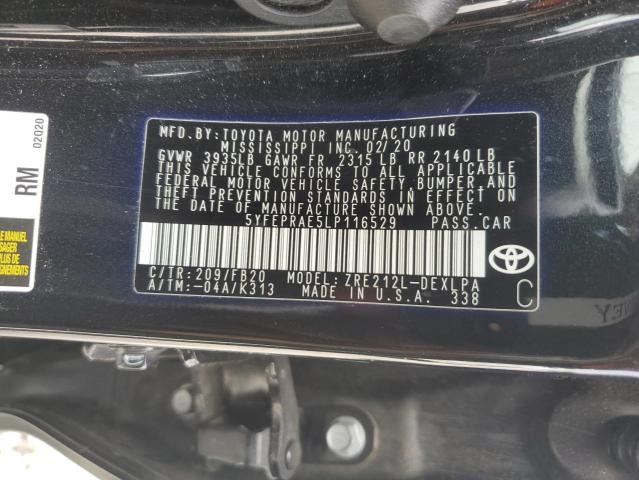 MFD.BY:TOYOTA MOTOR MANUFACTURING
MISSISSIPPI INC. 02/20
GVWR 3935LB GAWR FR 2315 LB RR 2140 LB
THIS VEHICLE CONFORMS TO ALL APPLICABLE
FEDERAL MOTOR VEHICLE SAFETY, BUMPER, AND
THEFT PREVENTION STANDARDS IN EFFECT ON
THE DATE OF MANUFACTURE SHOWN ABOVE.
5YFEPRAE5LP116529 PASS.CAR
C/TR:209/FB20 MODEL:ZRE212L-DEXLPA
A/TM:-04A/K313 MADE IN U.S.A. 338
C
TOYOTA
RM
02020